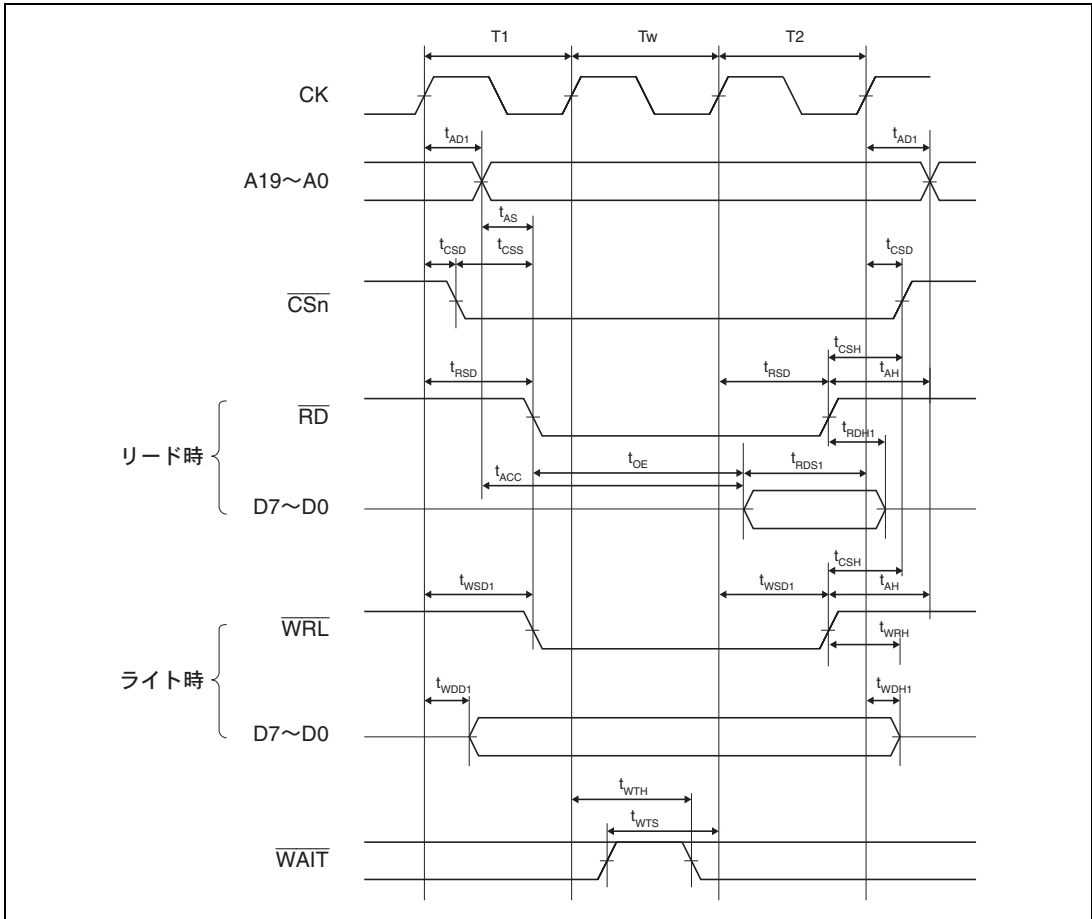 T1 Tw T2
CK
tAD1 tAD1
A19〜A0
tAS
tCSD tCSS tCSD
CSn
tCSH
tRSD tRSD tAH
RD
tRDH1
リード時
tOE tRDS1
tACC
D7〜D0
tCSH
tWSD1 tWSD1 tAH
WRL
tWRH
ライト時
tWDD1 tWDH1
D7〜D0
tWTH
tWTS
WAIT